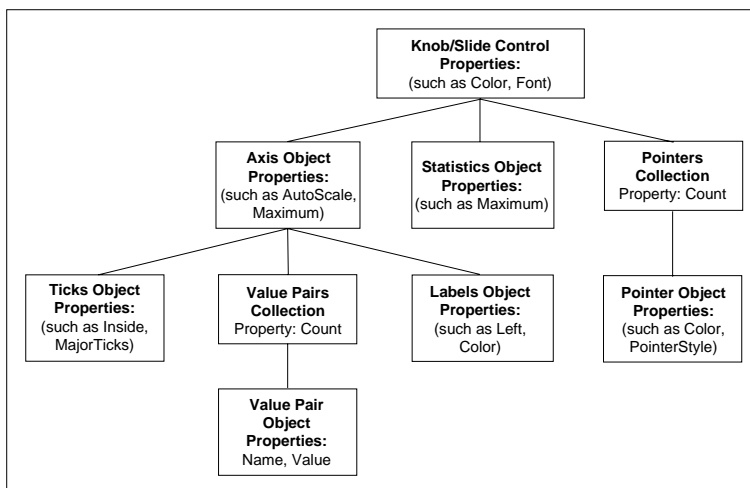 Knob/Slide Control
Properties:
(such as Color, Font)
Axis Object
Properties:
(such as AutoScale,
Maximum)
Statistics Object
Properties:
(such as Maximum)
Pointers
Collection
Property: Count
Ticks Object
Properties:
(such as Inside,
MajorTicks)
Value Pairs
Collection
Property: Count
Labels Object
Properties:
(such as Left,
Color)
Pointer Object
Properties:
(such as Color,
PointerStyle)
Value Pair
Object
Properties:
Name, Value